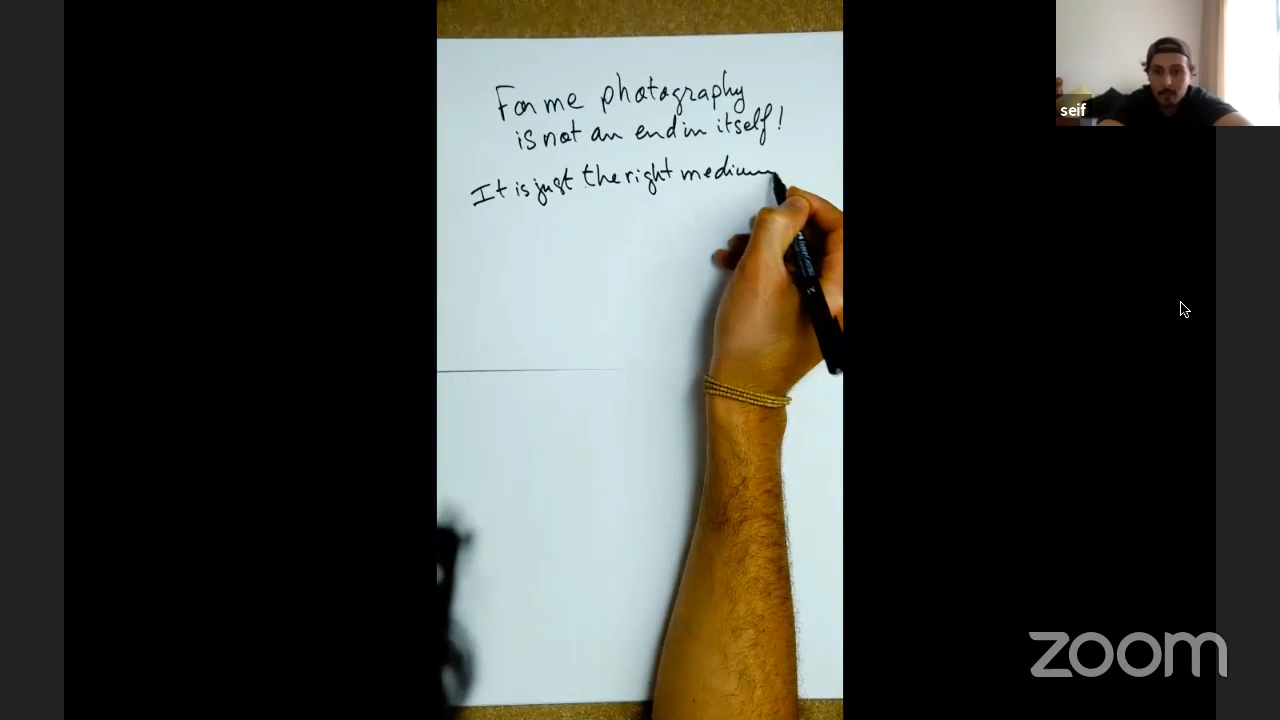 For me photography
is not an end in itself!
It is just the right medium
seif
zoom